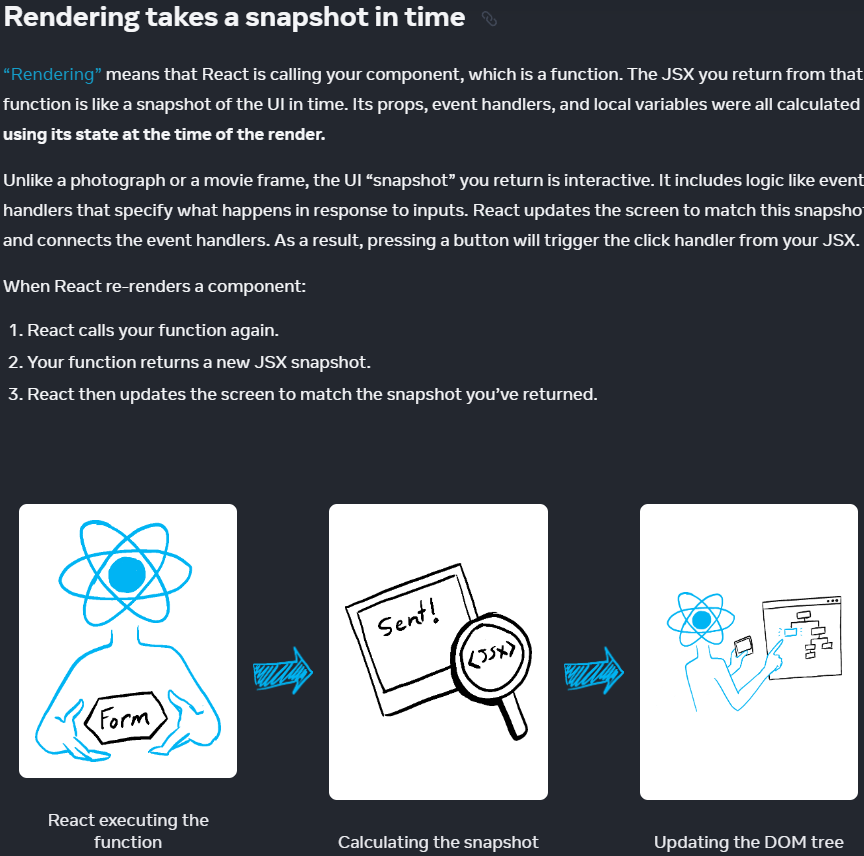 Rendering takes a snapshot in time
“Rendering” means that React is calling your component, which is a function. The JSX you return from that
function is like a snapshot of the UI in time. Its props, event handlers, and local variables were all calculated
using its state at the time of the render.
Unlike a photograph or a movie frame, the UI “snapshot” you return is interactive. It includes logic like event
handlers that specify what happens in response to inputs. React updates the screen to match this snapshot
and connects the event handlers. As a result, pressing a button will trigger the click handler from your JSX.
When React re-renders a component:
1. React calls your function again.
2. Your function returns a new JSX snapshot.
3. React then updates the screen to match the snapshot you’ve returned.
Form
Sent!
<JSX>
React executing the
function
Calculating the snapshot
Updating the DOM tree